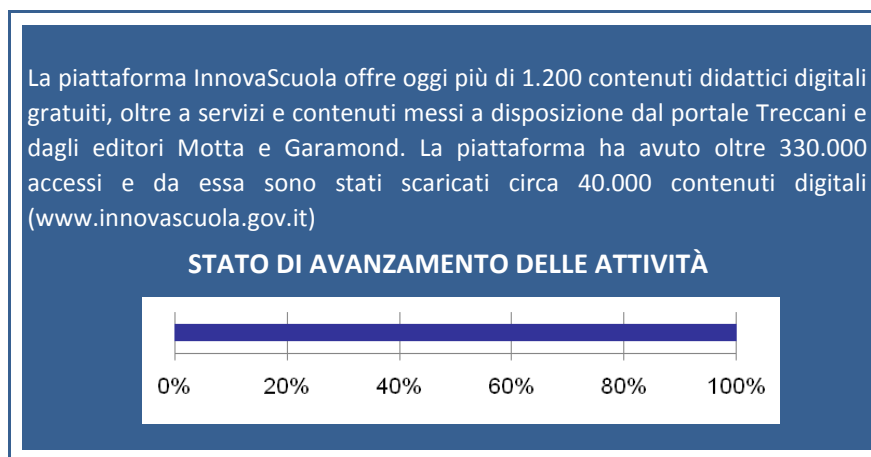 La piattaforma InnovaScuola offre oggi più di 1.200 contenuti didattici digitali
gratuiti, oltre a servizi e contenuti messi a disposizione dal portale Treccani e
dagli editori Motta e Garamond. La piattaforma ha avuto oltre 330.000
accessi e da essa sono stati scaricati circa 40.000 contenuti digitali
(www.innovascuola.gov.it)
STATO DI AVANZAMENTO DELLE ATTIVITÀ
0% 20% 40% 60% 80% 100%